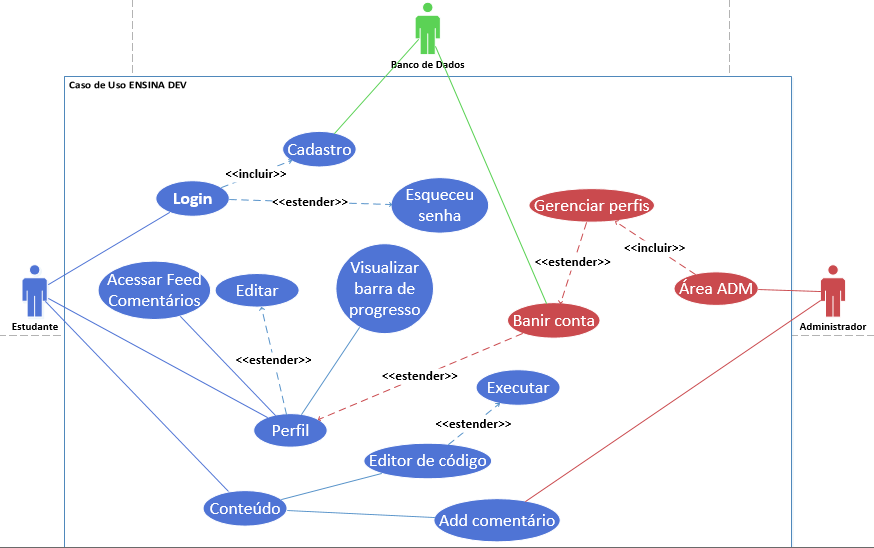 Banco de Dados
Caso de Uso ENSINA DEV
Cadastro
<<incluir>>
Login
<<estender>>
Esqueceu
senha
Gerenciar perfis
<<incluir>>
<<estender>>
Acessar Feed
Comentários
Editar
Visualizar
barra de
progresso
Área ADM
Banir conta
Estudante
Administrador
<<estender>>
<<estender>>
Executar
<<estender>>
Perfil
Editor de código
Conteúdo
Add comentário